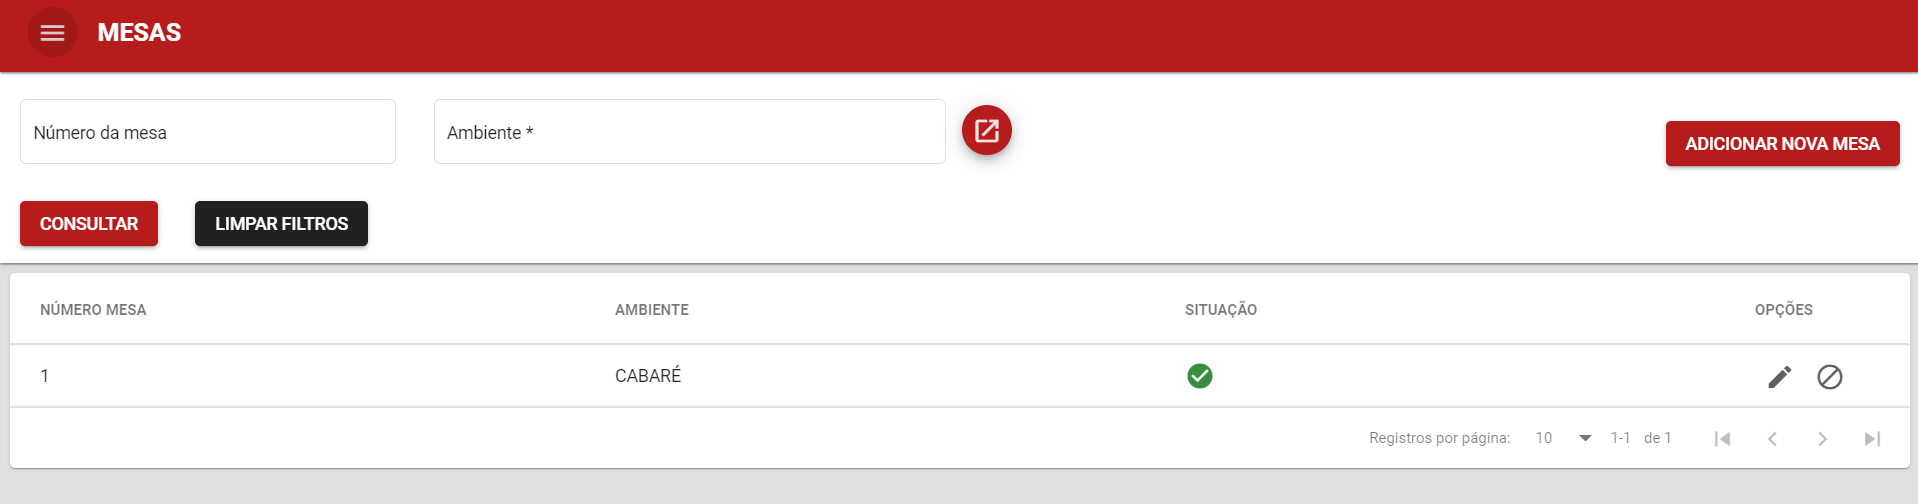 MESAS
Número da mesa
Ambiente *
ADICIONAR NOVA MESA
CONSULTAR
LIMPAR FILTROS
NÚMERO MESA AMBIENTE SITUAÇÃO OPÇÕES
1 CABARÉ
Registros por página: 10 1-1 de 1